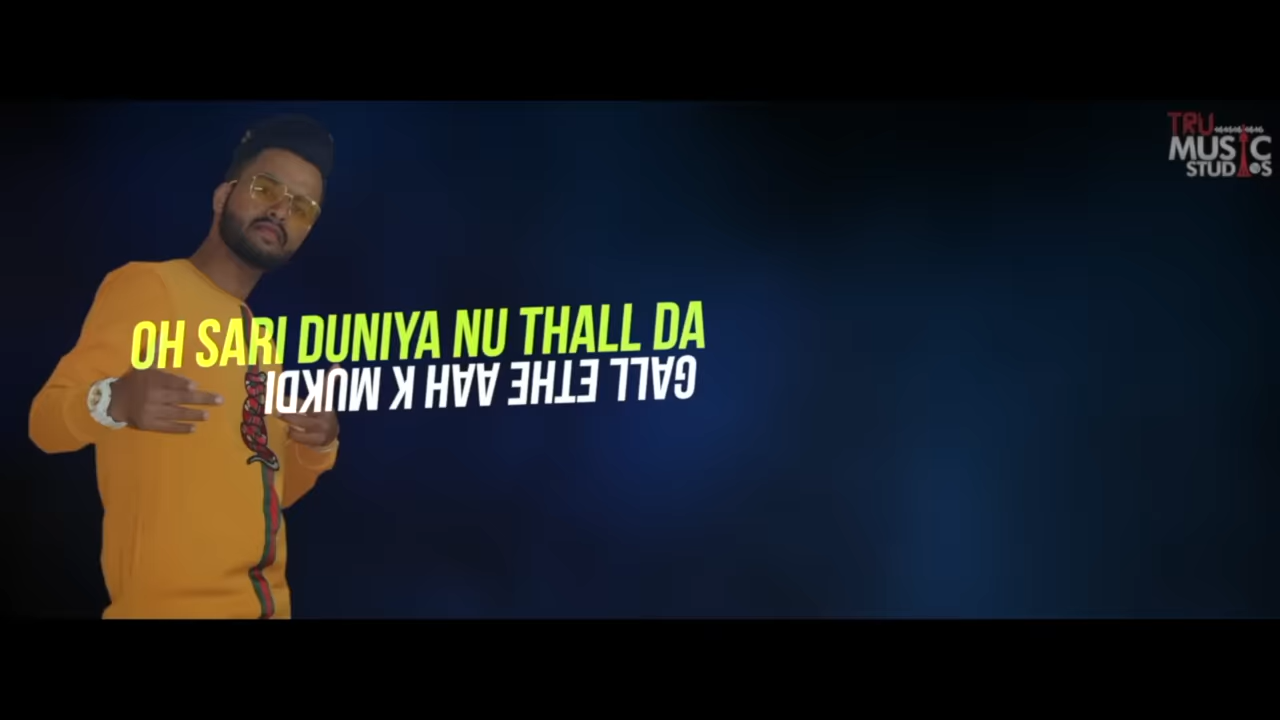 TRU
MUSIC
STUDIOS
OH SARI DUNIYA NU THALL DA
GALL ETHE AAH K MUKDI